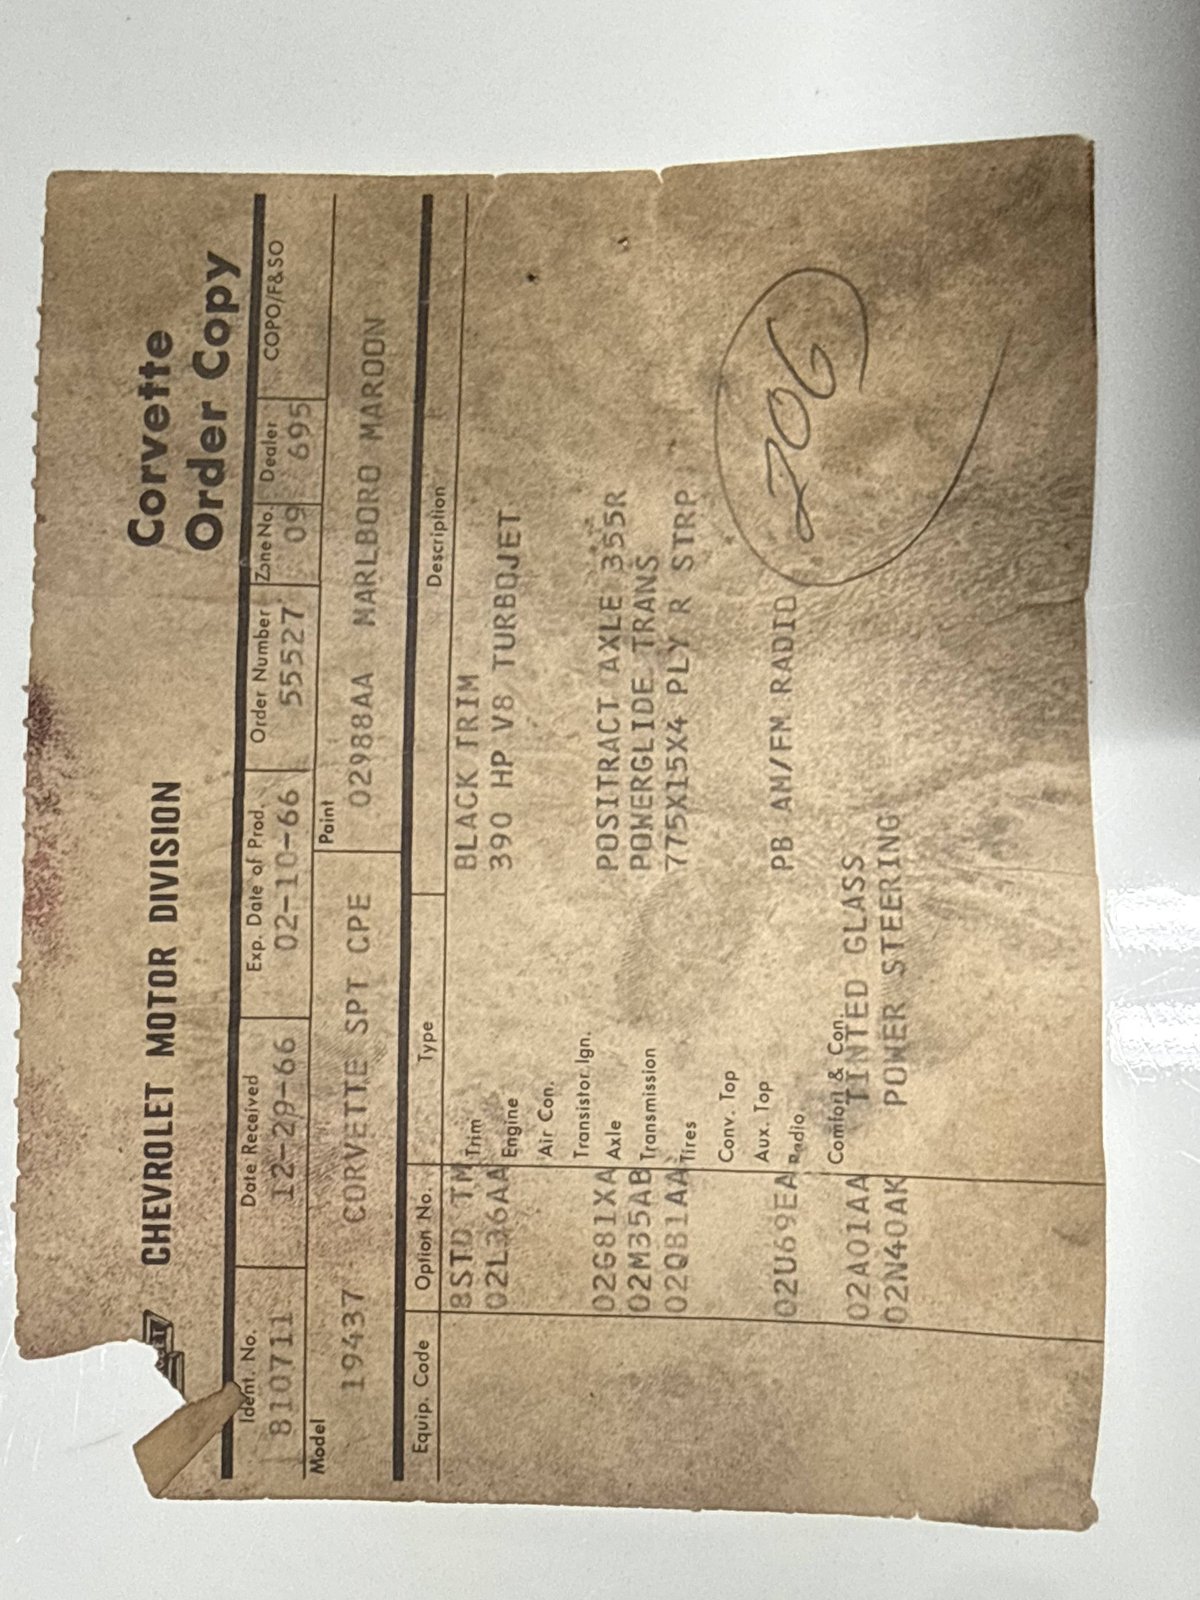 CHEVROLET MOTOR DIVISION
Corvette
Order Copy
Ident. No. Date Received Exp. Date of Prod. Order Number Zone No. Dealer COPO/F&SO
810711 12-29-66 02-10-66 55527 09 695
Model Paint
19437 CORVETTE SPT CPE 02988AA MARLBORO MAROON
Equip. Code Option No. Type Description
8STD TM Trim BLACK TRIM
02L36AA Engine 390 HP V8 TURBOJET
Air Con.
Transistor Ign.
02G81XA Axle POSITRACT AXLE 355R
02M35AB Transmission POWERGLIDE TRANS
02QB1AA Tires 775X15X4 PLY R STRP
Conv. Top
Aux. Top
02U69EA Radio PB AM/FM RADIO
206
Comfort & Con.
02A01AA TINTED GLASS
02N40AK POWER STEERING